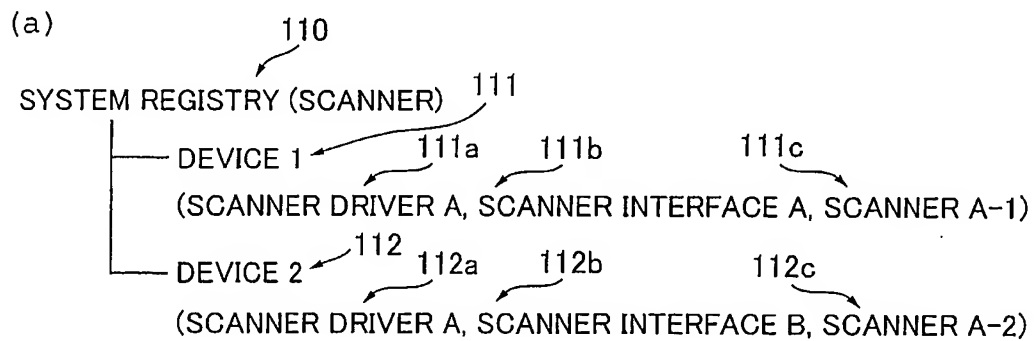 (a)
110
SYSTEM REGISTRY (SCANNER)
111
DEVICE 1
111a 111b 111c
(SCANNER DRIVER A, SCANNER INTERFACE A, SCANNER A-1)
112
DEVICE 2
112a 112b 112c
(SCANNER DRIVER A, SCANNER INTERFACE B, SCANNER A-2)